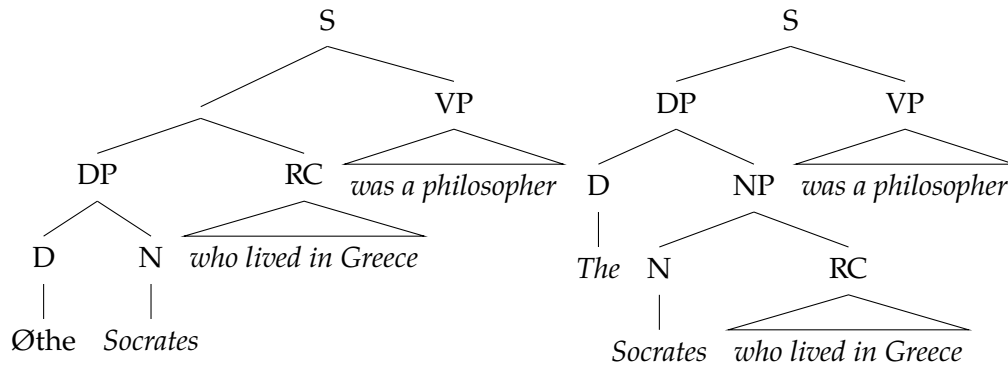 S S
VP DP VP
DP RC was a philosopher D NP was a philosopher
D N who lived in Greece The N RC
Øthe Socrates Socrates who lived in Greece